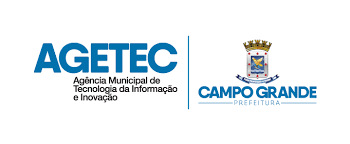 AGETEC
Agência Municipal de
Tecnologia da Informação
e Inovação
CAMPO GRANDE
PREFEITURA